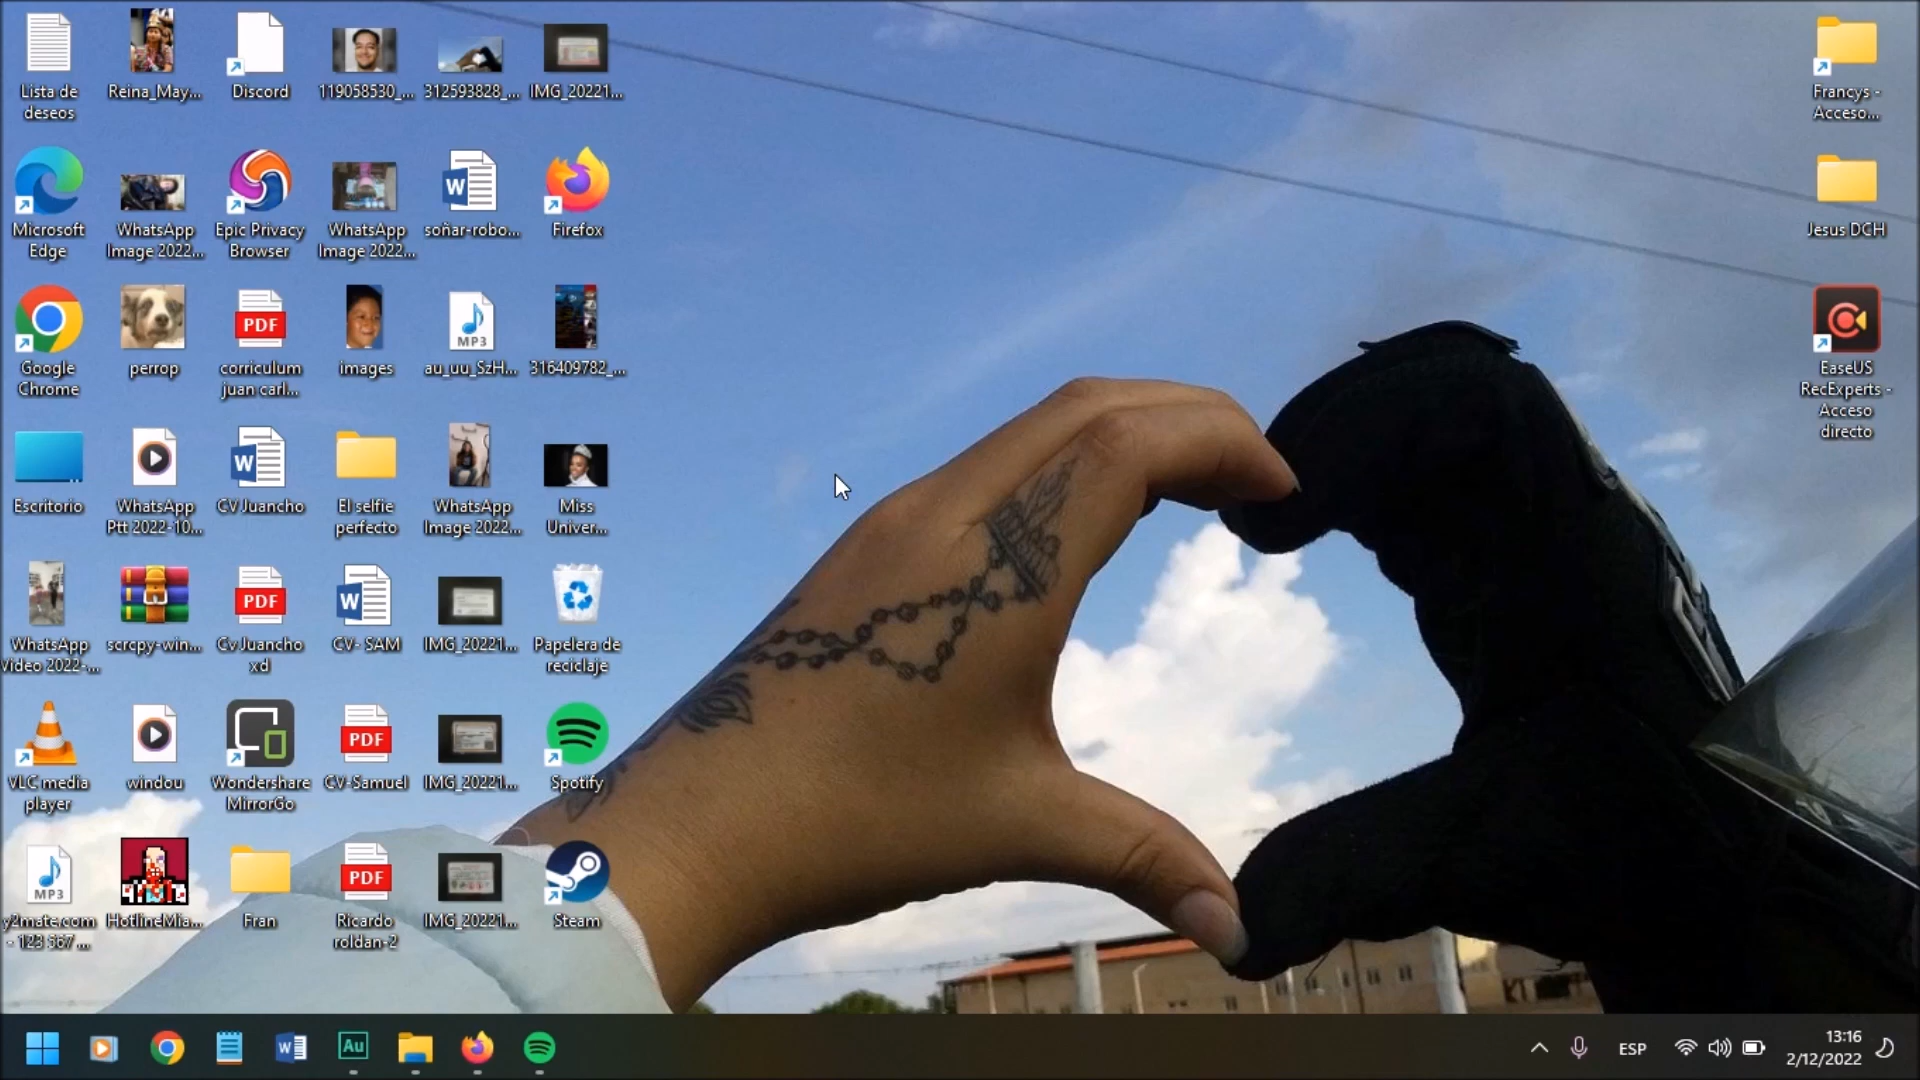 Lista de
deseos
Reina_May...
Discord
119058530_...
312593828_...
IMG_20221...
Microsoft
Edge
WhatsApp
Image 2022...
Epic Privacy
Browser
WhatsApp
Image 2022...
soñar-robo...
Firefox
Google
Chrome
perrop
PDF
corriculum
juan carl...
images
MP3
au_uu_SzH...
316409782_...
Escritorio
WhatsApp
Ptt 2022-10...
W
CV Juancho
El selfie
perfecto
WhatsApp
Image 2022...
Miss
Univer...
WhatsApp
Video 2022-...
scrcpy-win...
PDF
Cv Juancho
xd
W
CV- SAM
IMG_20221...
Papelera de
reciclaje
VLC media
player
windou
Wondershare
MirrorGo
PDF
CV-Samuel
IMG_20221...
Spotify
MP3
y2mate.com
- 123 567 ...
HotlineMia...
Fran
PDF
Ricardo
roldan-2
IMG_20221...
Steam
Francys -
Acceso...
Jesus DCH
EaseUS
RecExperts -
Acceso
directo
W
Au
ESP
13:16
2/12/2022